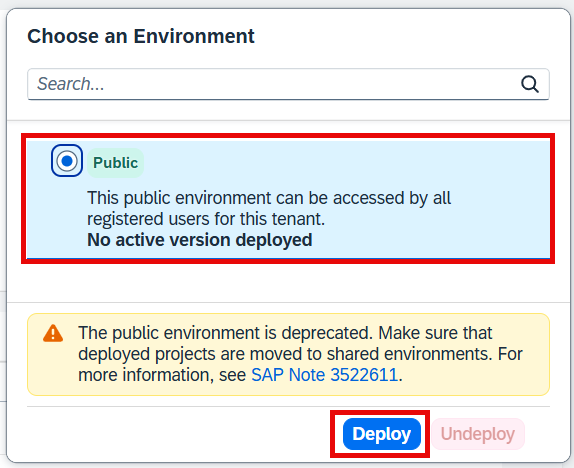 Choose an Environment
Search...
Public
This public environment can be accessed by all
registered users for this tenant.
No active version deployed
The public environment is deprecated. Make sure that
deployed projects are moved to shared environments. For
more information, see SAP Note 3522611.
Deploy
Undeploy